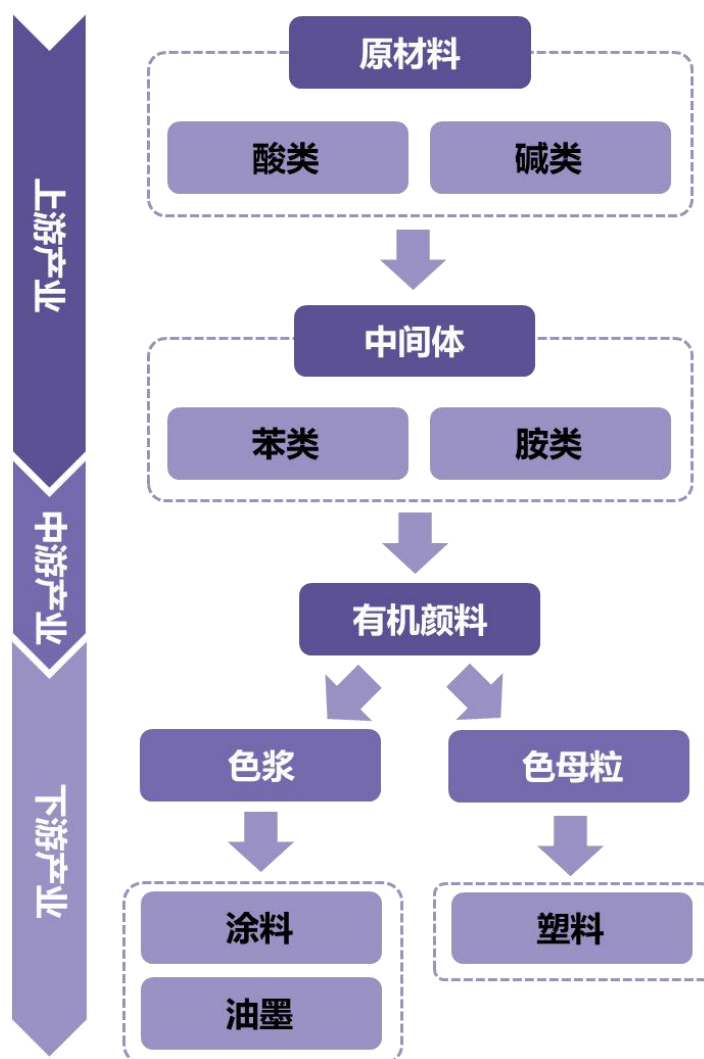 上游产业
原材料
酸类
碱类
中间体
苯类
胺类
中游产业
有机颜料
下游产业
色浆
色母粒
涂料
塑料
油墨